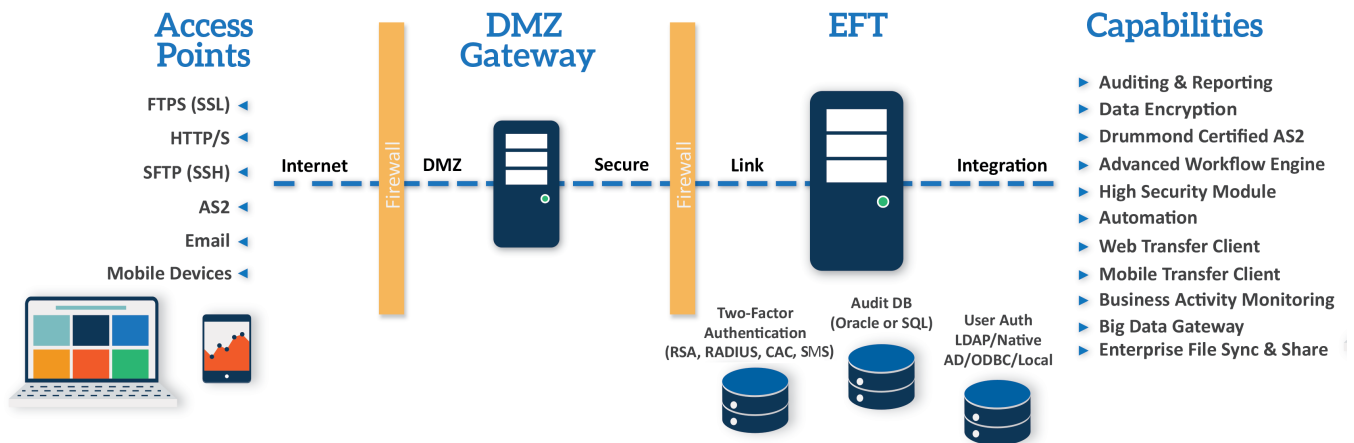 Access
Points
FTPS (SSL)
HTTP/S
SFTP (SSH)
AS2
Email
Mobile Devices
Internet
Firewall
DMZ
Gateway
DMZ
Secure
Firewall
EFT
Link
Integration
Two-Factor
Authentication
(RSA, RADIUS, CAC, SMS)
Audit DB
(Oracle or SQL)
User Auth
LDAP/Native
AD/ODBC/Local
Capabilities
Auditing & Reporting
Data Encryption
Drummond Certified AS2
Advanced Workflow Engine
High Security Module
Automation
Web Transfer Client
Mobile Transfer Client
Business Activity Monitoring
Big Data Gateway
Enterprise File Sync & Share